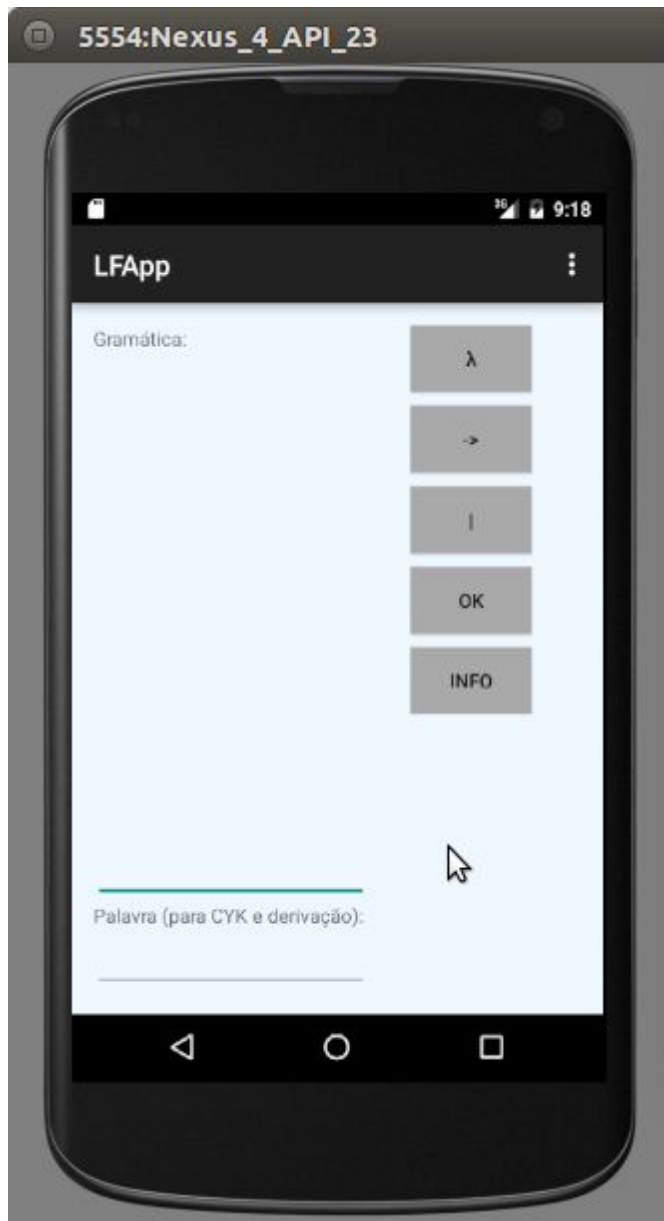 5554:Nexus_4_API_23
9:18
LFApp
Gramática:
λ
->
|
OK
INFO
Palavra (para CYK e derivação):